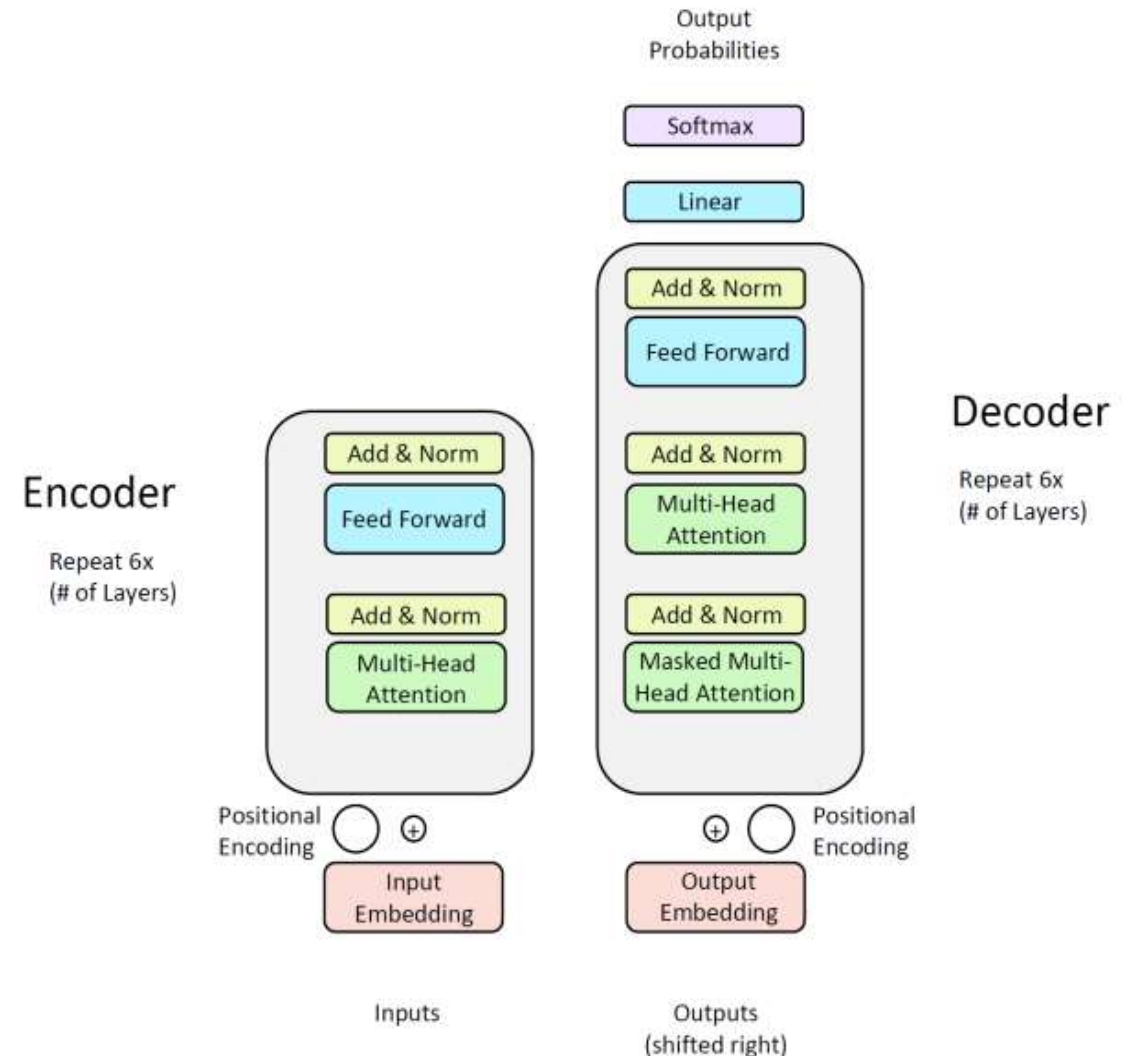 Output
Probabilities
Softmax
Linear
Add & Norm
Feed Forward
Add & Norm
Multi-Head
Attention
Add & Norm
Masked Multi-
Head Attention
Decoder
Repeat 6x
(# of Layers)
Encoder
Repeat 6x
(# of Layers)
Add & Norm
Feed Forward
Add & Norm
Multi-Head
Attention
Positional
Encoding
+
Input
Embedding
Inputs
+
Positional
Encoding
Output
Embedding
Outputs
(shifted right)